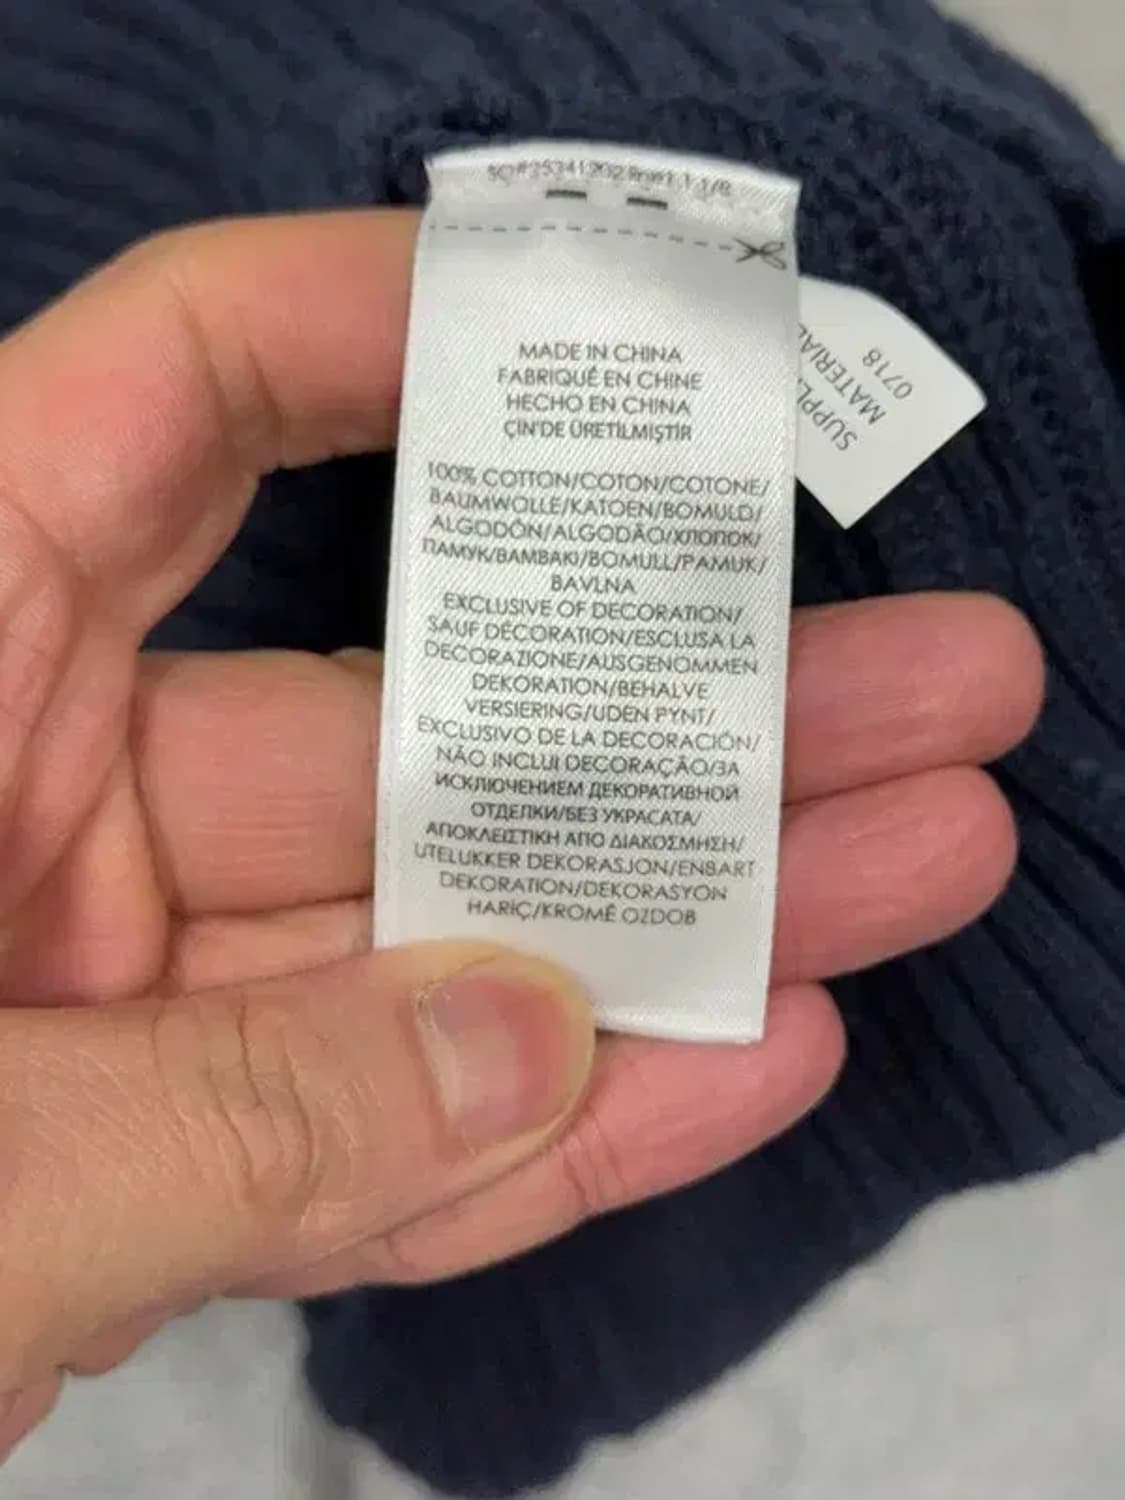 MADE IN CHINA
FABRIQUÉ EN CHINE
HECHO EN CHINA
ÇİN'DE ÜRETİLMİŞTİR
100% COTTON/COTON/COTONE/
BAUMWOLLE/KATOEN/BOMULD/
ALGODÓN/ALGODÃO/ХЛОПОК/
ПАМУК/ΒΑΜΒΑΚΙ/BOMULL/PAMUK/
BAVLNA
EXCLUSIVE OF DECORATION/
SAUF DÉCORATION/ESCLUSA LA
DECORAZIONE/AUSGENOMMEN
DEKORATION/BEHALVE
VERSIERING/UDEN PYNT/
EXCLUSIVO DE LA DECORACIÓN/
NÃO INCLUI DECORAÇÃO/ЗА
ИСКЛЮЧЕНИЕМ ДЕКОРАТИВНОЙ
ОТДЕЛКИ/БЕЗ УКРАСАТА/
ΑΠΟΚΛΕΙΣΤΙΚΗ ΑΠΟ ΔΙΑΚΟΣΜΗΣΗ/
UTELUKKER DEKORASJON/ENBART
DEKORATION/DEKORASYON
HARİÇ/KROMĚ OZDOB
MATERIAL
0718